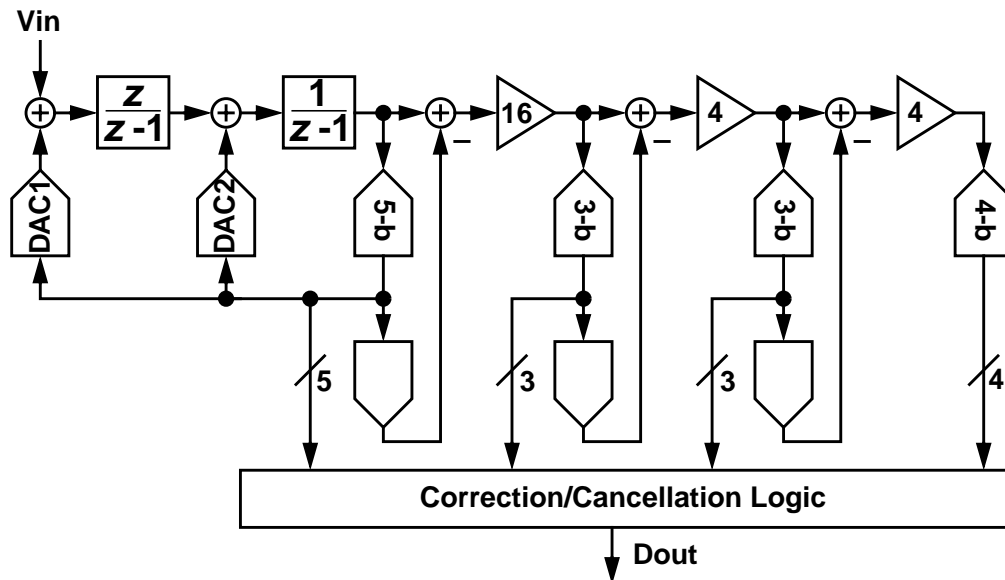 Vin
z
z-1
1
z-1
16
4
4
DAC1
DAC2
5-b
3-b
3-b
4-b
5
3
3
4
Correction/Cancellation Logic
Dout